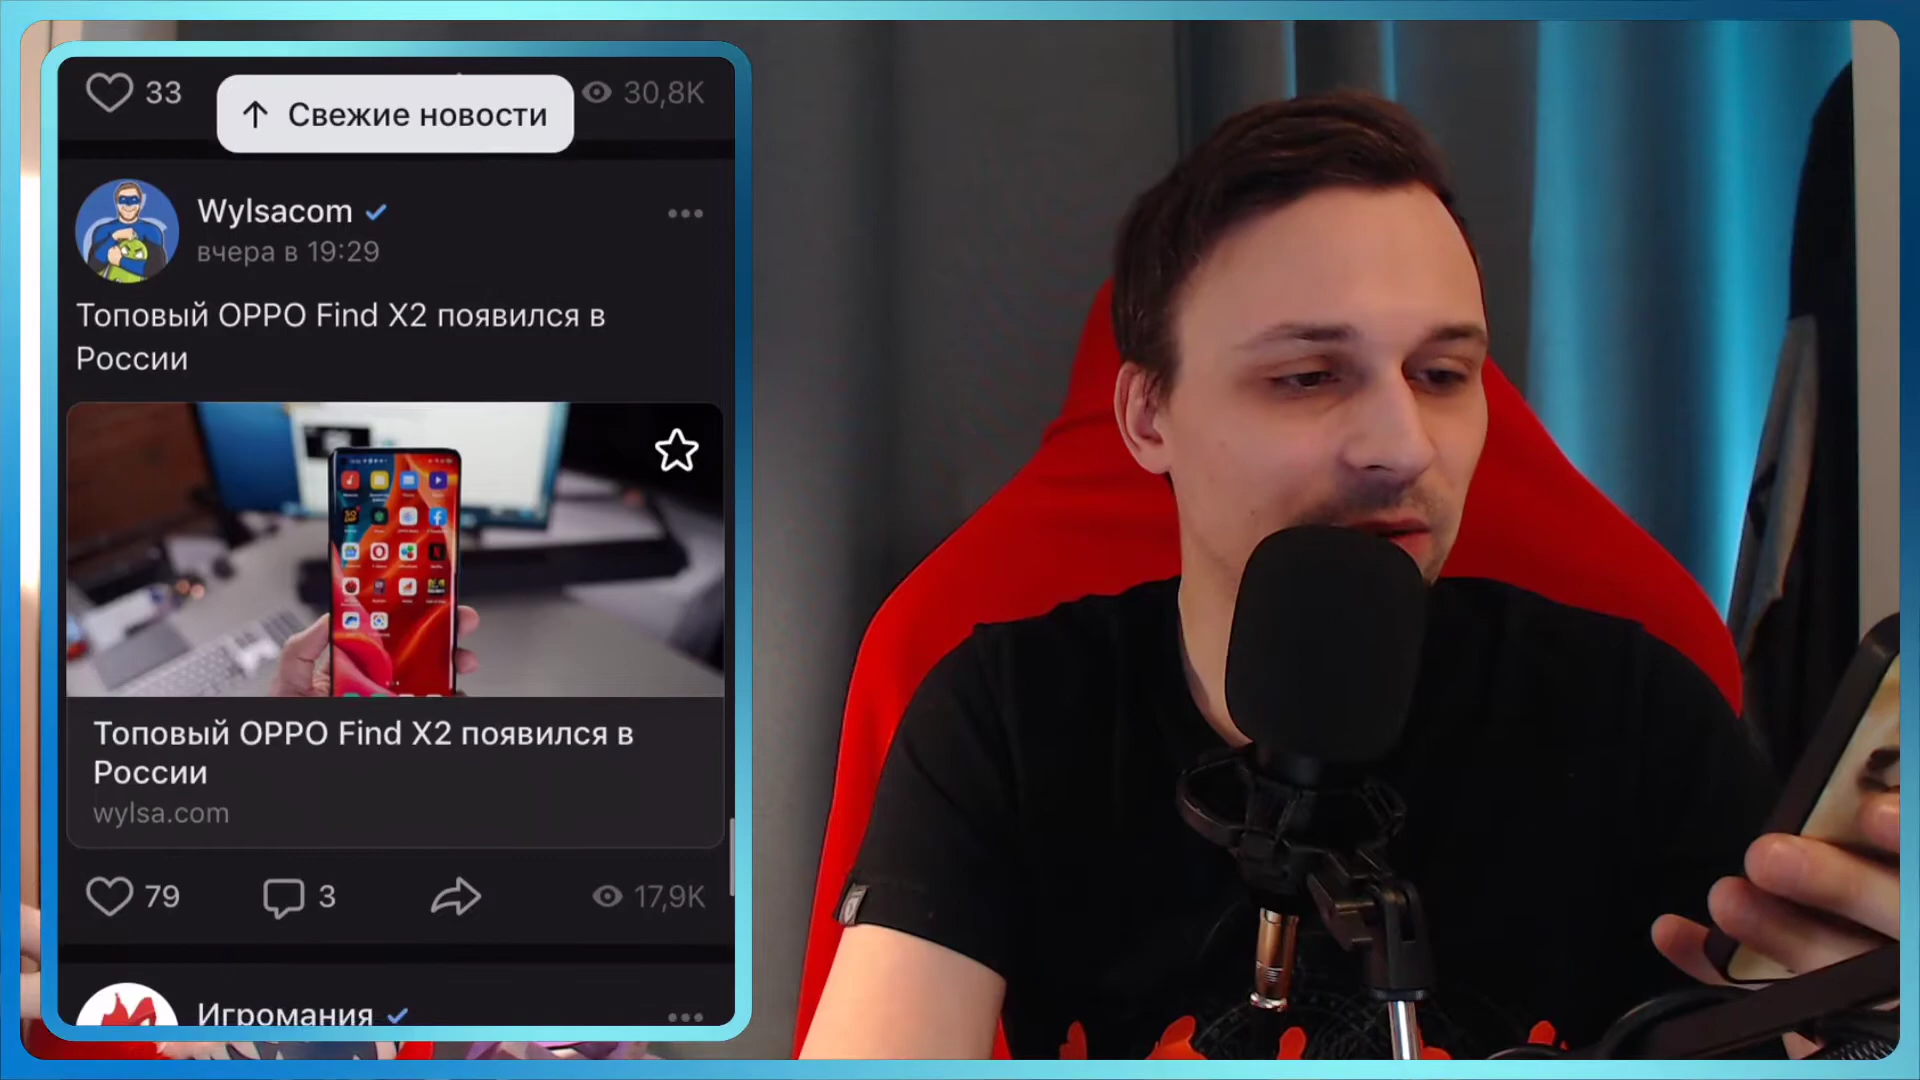 33
Свежие новости
30,8K
Wylsacom
вчера в 19:29
Топовый OPPO Find X2 появился в
России
Топовый OPPO Find X2 появился в
России
wylsa.com
79
3
17,9K
Игромания